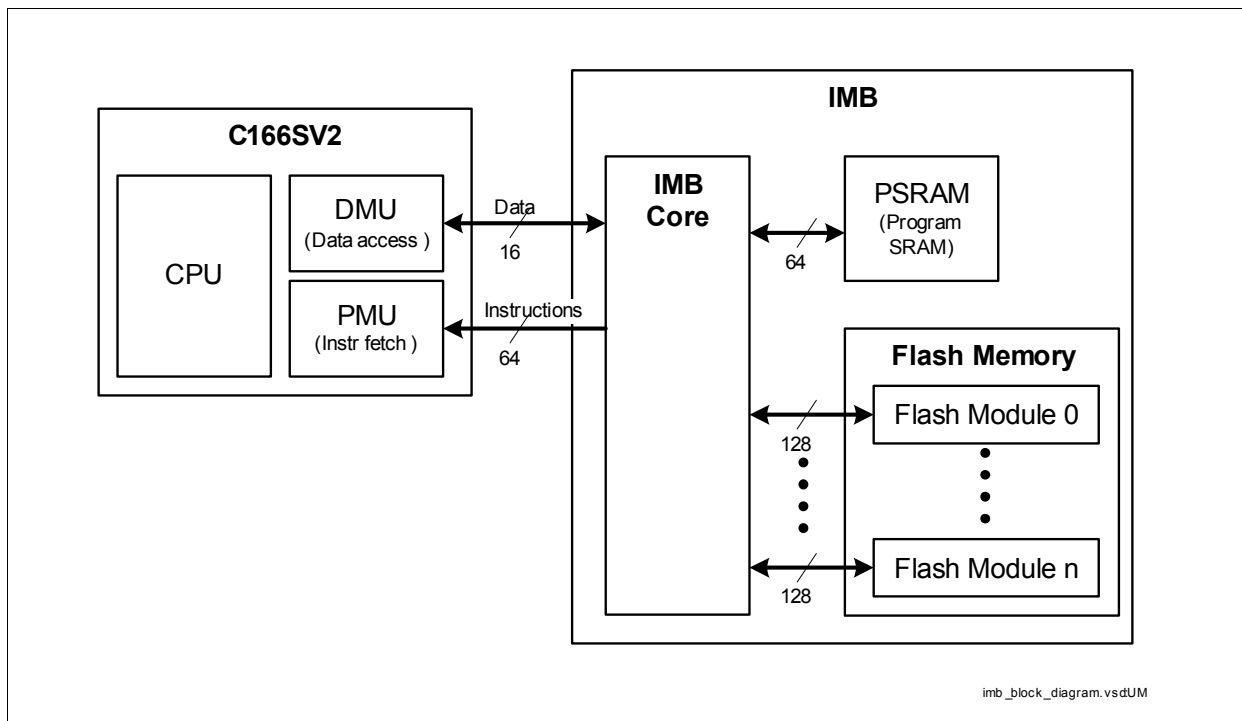 IMB
C166SV2
CPU
DMU
(Data access )
PMU
(Instr fetch )
Data
16
Instructions
64
IMB
Core
64
PSRAM
(Program
SRAM)
Flash Memory
128
Flash Module 0
128
Flash Module n
imb_block_diagram.vsdUM